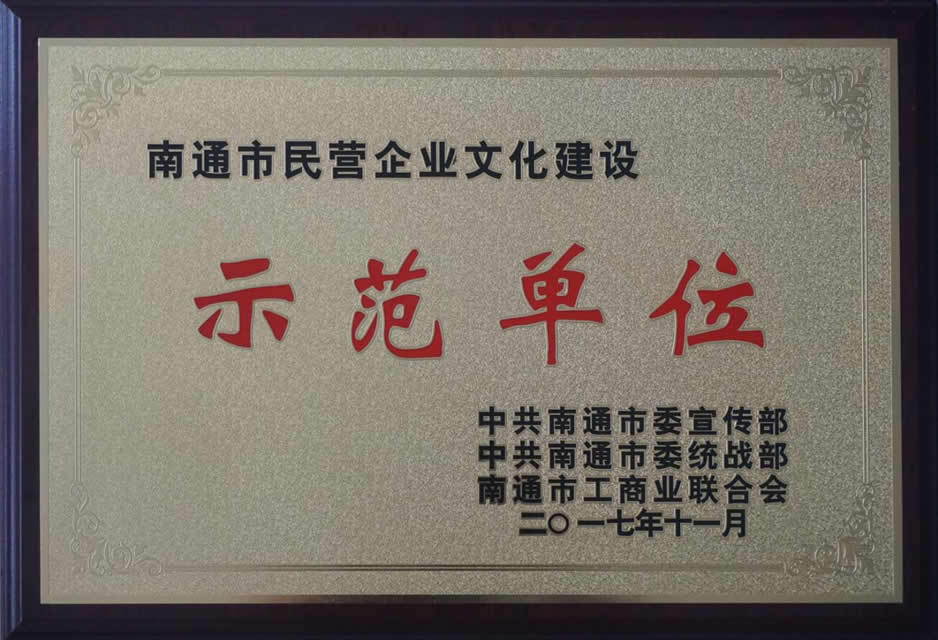 南通市民营企业文化建设
示范单位
中共南通市委宣传部
中共南通市委统战部
南通市工商业联合会
二〇一七年十一月